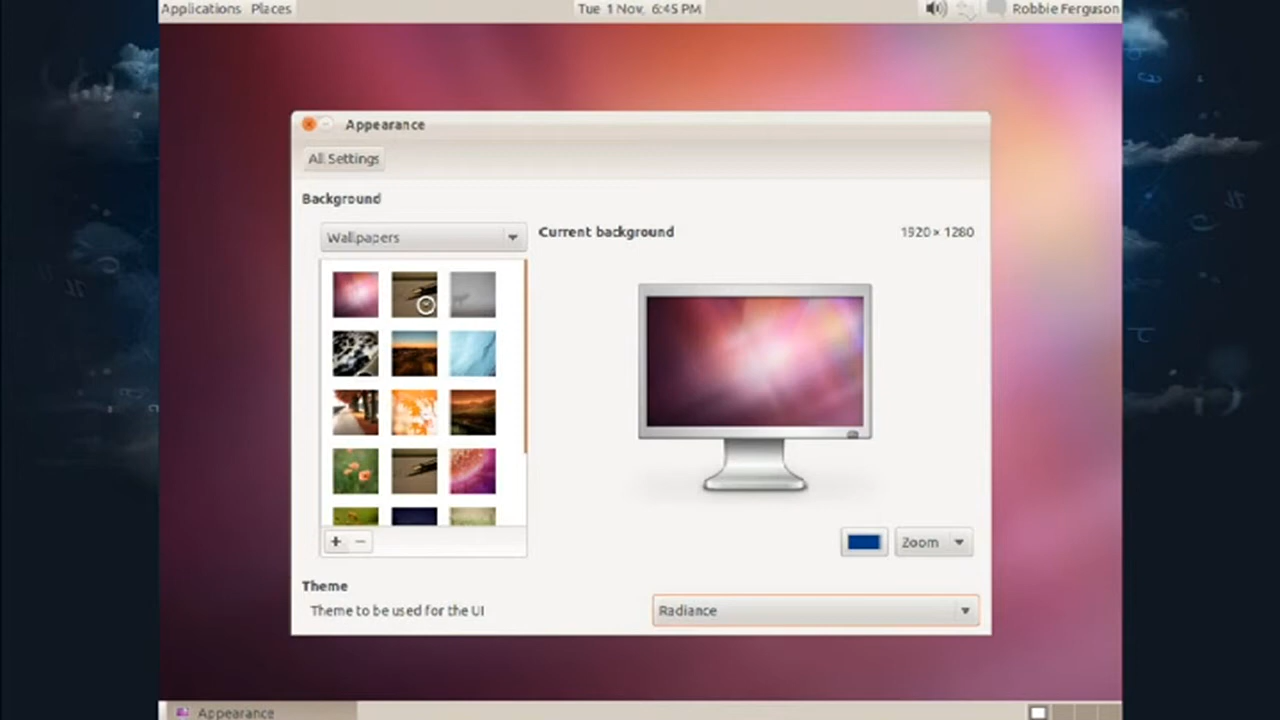 Applications Places Tue 1 Nov, 6:45 PM Robbie Ferguson
Appearance
All Settings
Background
Wallpapers
Current background 1920 × 1280
Zoom
Theme
Theme to be used for the UI Radiance
Appearance